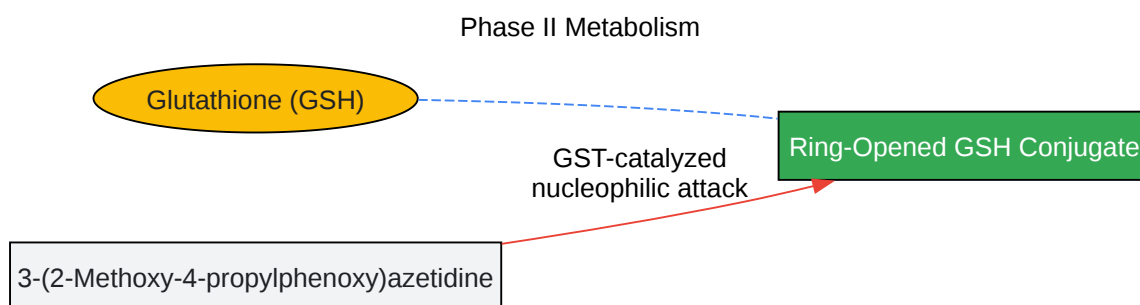 Phase II Metabolism
Glutathione (GSH)
Ring-Opened GSH Conjugate
GST-catalyzed
nucleophilic attack
3-(2-Methoxy-4-propylphenoxy)azetidine